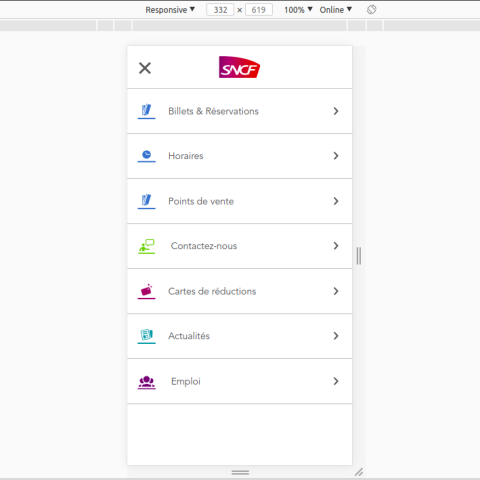 Responsive ▼ 332 × 619 100% ▼ Online ▼
SNCF
Billets & Réservations
Horaires
Points de vente
Contactez-nous
Cartes de réductions
Actualités
Emploi